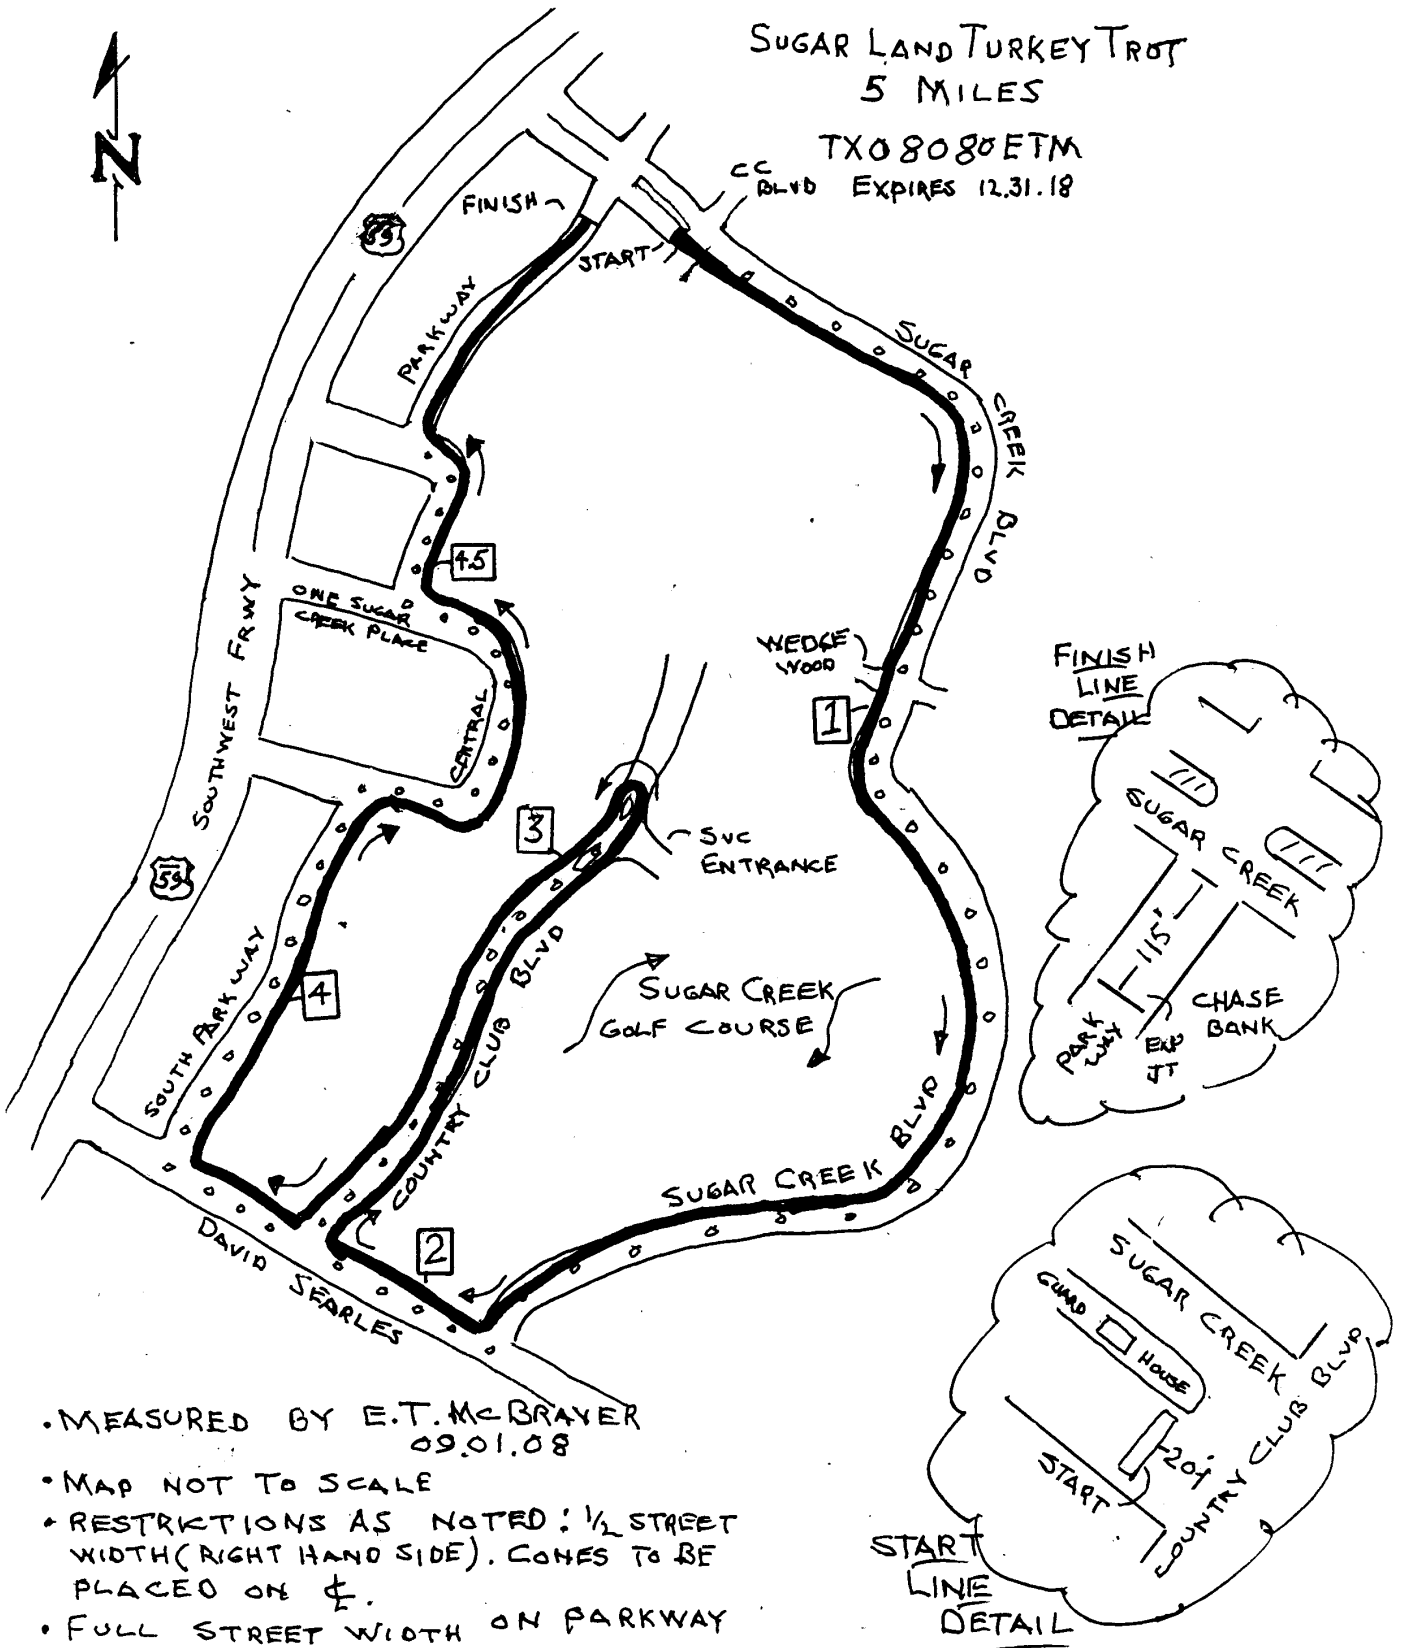 SUGAR LAND TURKEY TROT
5 MILES
TX08080ETM
EXPIRES 12.31.18
CC
BLVD
N
FINISH
START
59
PARKWAY
SUGAR CREEK BLVD
45
ONE SUGAR
CREEK PLACE
SOUTHWEST FRWY
CENTRAL
WEDGE
WOOD
1
3
SVC
ENTRANCE
59
SOUTH PARKWAY
4
COUNTRY CLUB BLVD
SUGAR CREEK
GOLF COURSE
SUGAR CREEK BLVD
2
DAVID SEARLES
FINISH
LINE
DETAIL
SUGAR CREEK
115'
PARK
WAY
EXP
JT
CHASE
BANK
SUGAR CREEK
GUARD HOUSE
COUNTRY CLUB BLVD
20'
START
START
LINE
DETAIL
• MEASURED BY E.T. McBRAYER
09.01.08
• MAP NOT TO SCALE
• RESTRICTIONS AS NOTED: 1/2 STREET
WIDTH (RIGHT HAND SIDE). CONES TO BE
PLACED ON ℄.
• FULL STREET WIDTH ON PARKWAY